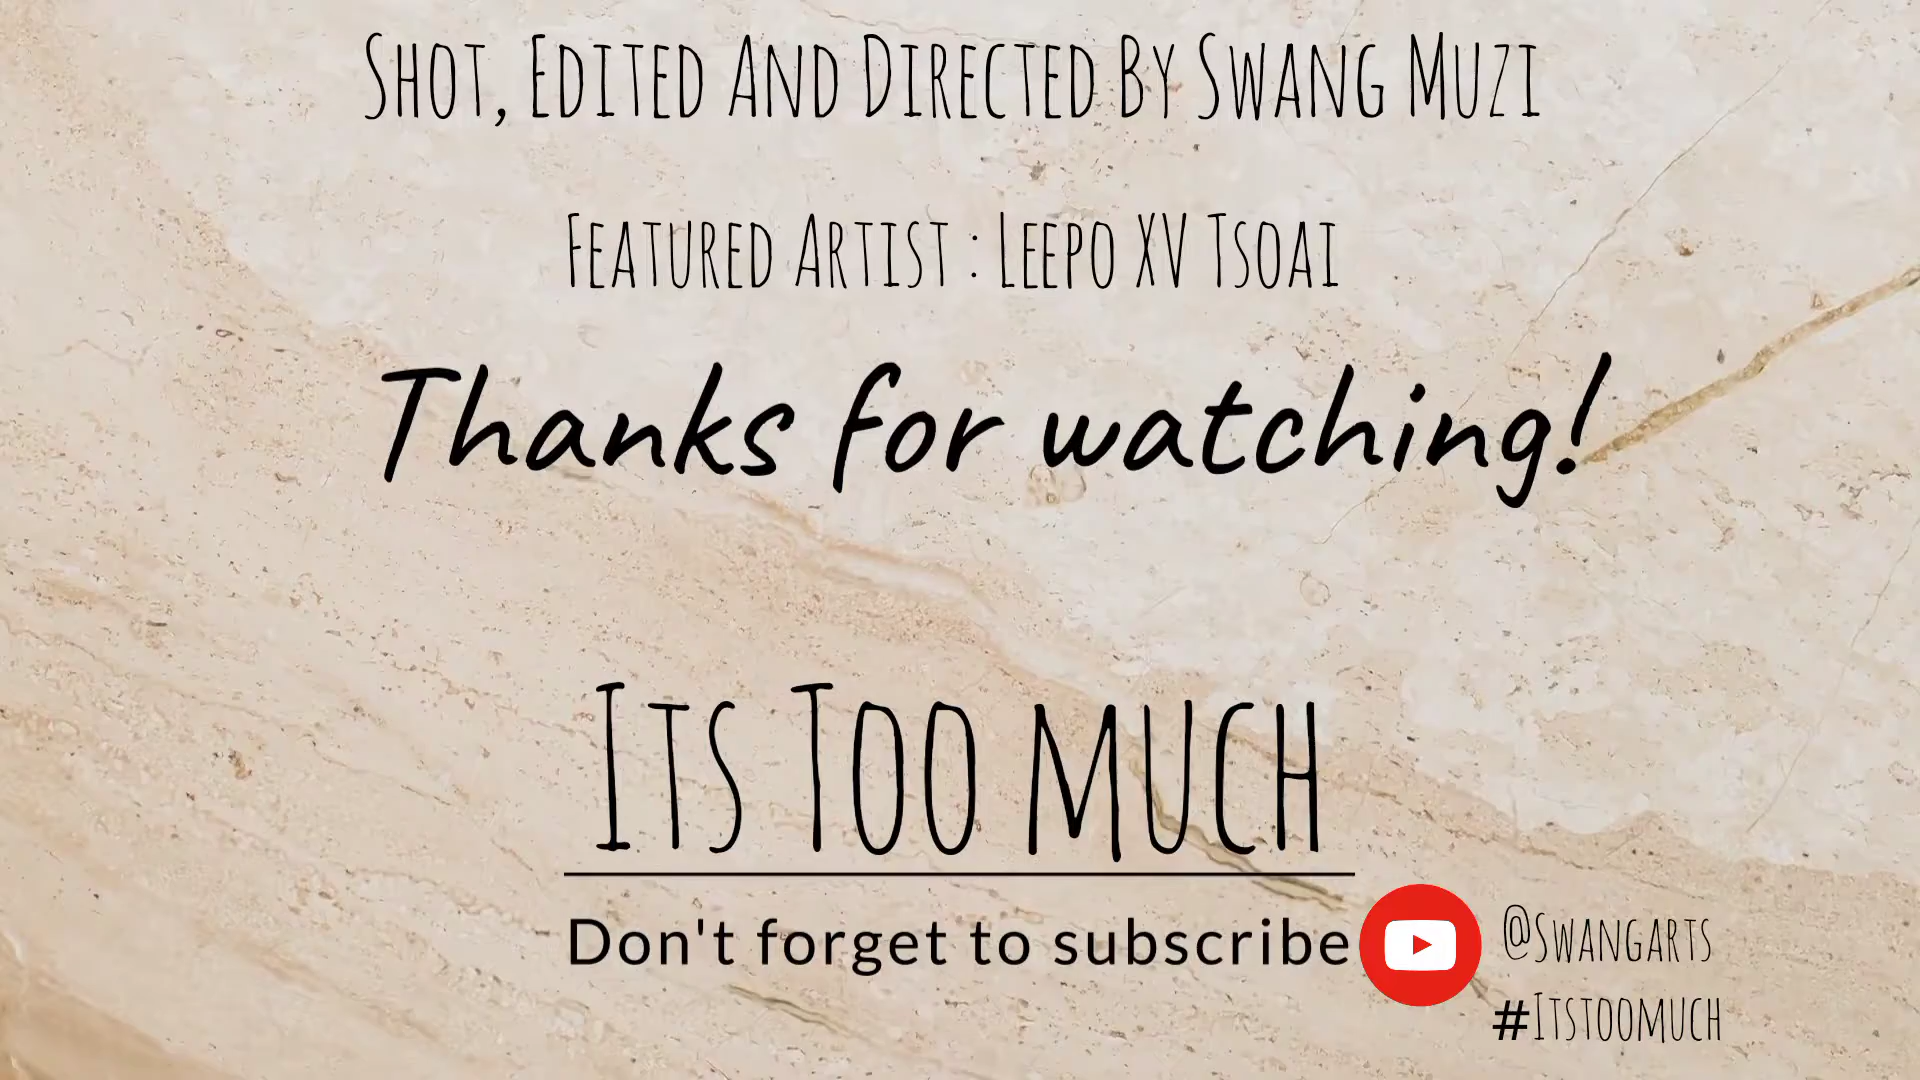 Shot, Edited And Directed By Swang Muzi
Featured Artist : Leepo XV Tsoai
Thanks for watching!
Its Too much
Don't forget to subscribe
@Swangarts
#Itstoomuch